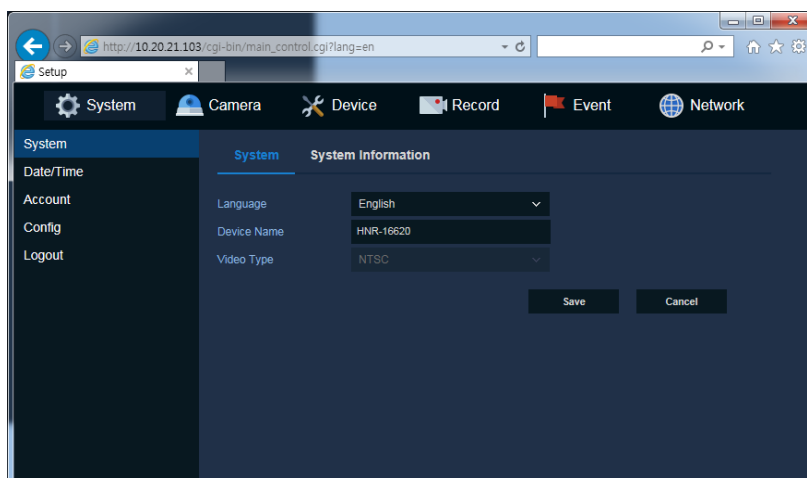 http://10.20.21.103/cgi-bin/main_control.cgi?lang=en
Setup
System Camera Device Record Event Network
System
Date/Time
Account
Config
Logout
System System Information
Language English
Device Name HNR-16620
Video Type NTSC
Save Cancel